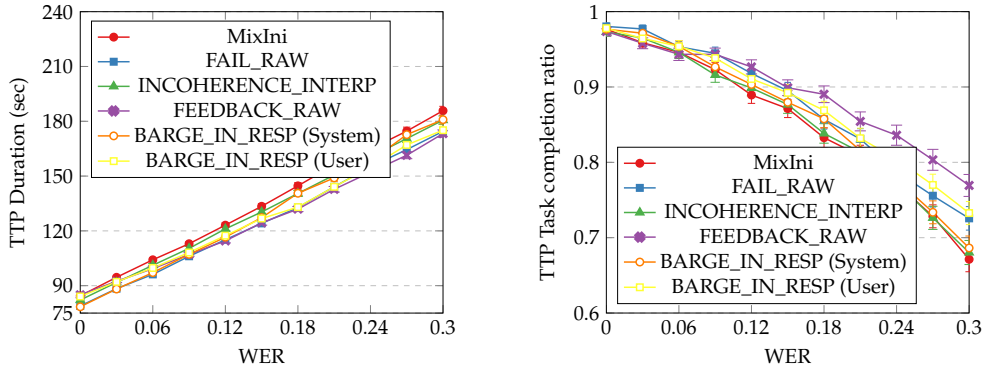 240
210
180
150
120
90
75
0
0.06
0.12
0.18
0.24
0.3
WER
TTP Duration (sec)
MixIni
FAIL_RAW
INCOHERENCE_INTERP
FEEDBACK_RAW
BARGE_IN_RESP (System)
BARGE_IN_RESP (User)
1
0.9
0.8
0.7
0.6
0
0.06
0.12
0.18
0.24
0.3
WER
TTP Task completion ratio
MixIni
FAIL_RAW
INCOHERENCE_INTERP
FEEDBACK_RAW
BARGE_IN_RESP (System)
BARGE_IN_RESP (User)